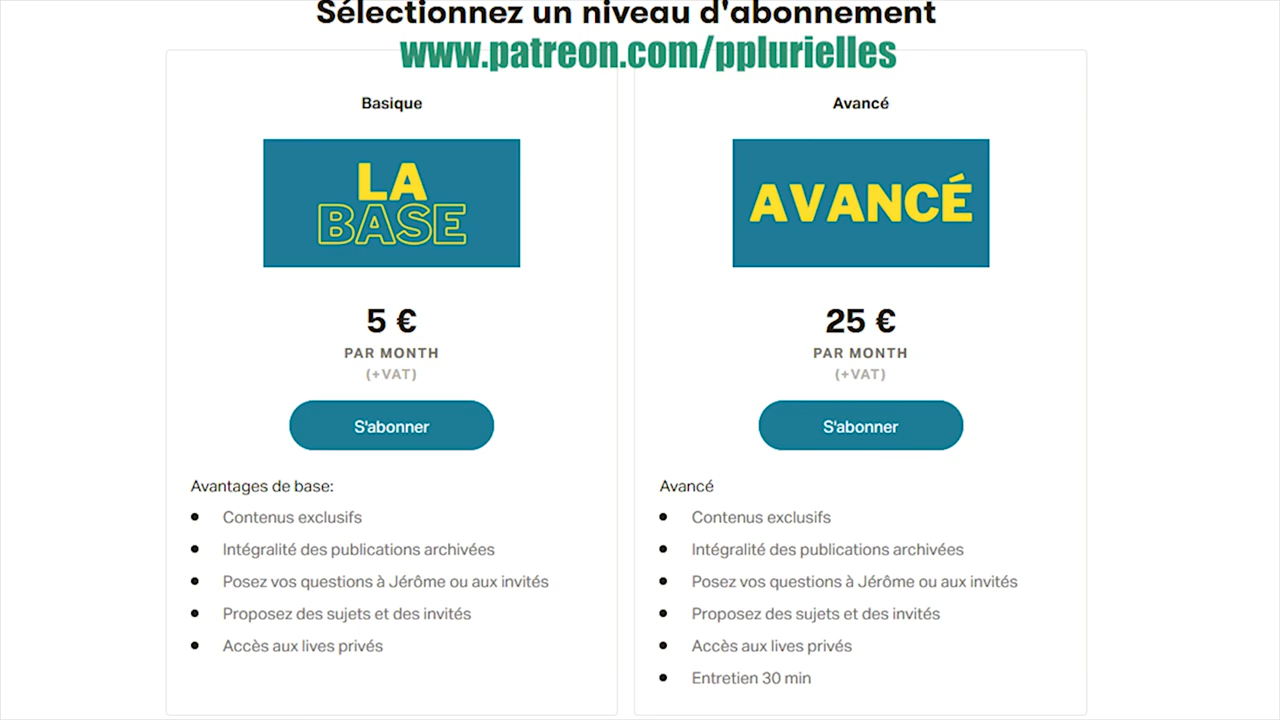 Sélectionnez un niveau d'abonnement
www.patreon.com/pplurielles
Basique
LA
BASE
5 €
PAR MONTH
(+VAT)
S'abonner
Avantages de base:
Contenus exclusifs
Intégralité des publications archivées
Posez vos questions à Jérôme ou aux invités
Proposez des sujets et des invités
Accès aux lives privés
Avancé
AVANCÉ
25 €
PAR MONTH
(+VAT)
S'abonner
Avancé
Contenus exclusifs
Intégralité des publications archivées
Posez vos questions à Jérôme ou aux invités
Proposez des sujets et des invités
Accès aux lives privés
Entretien 30 min